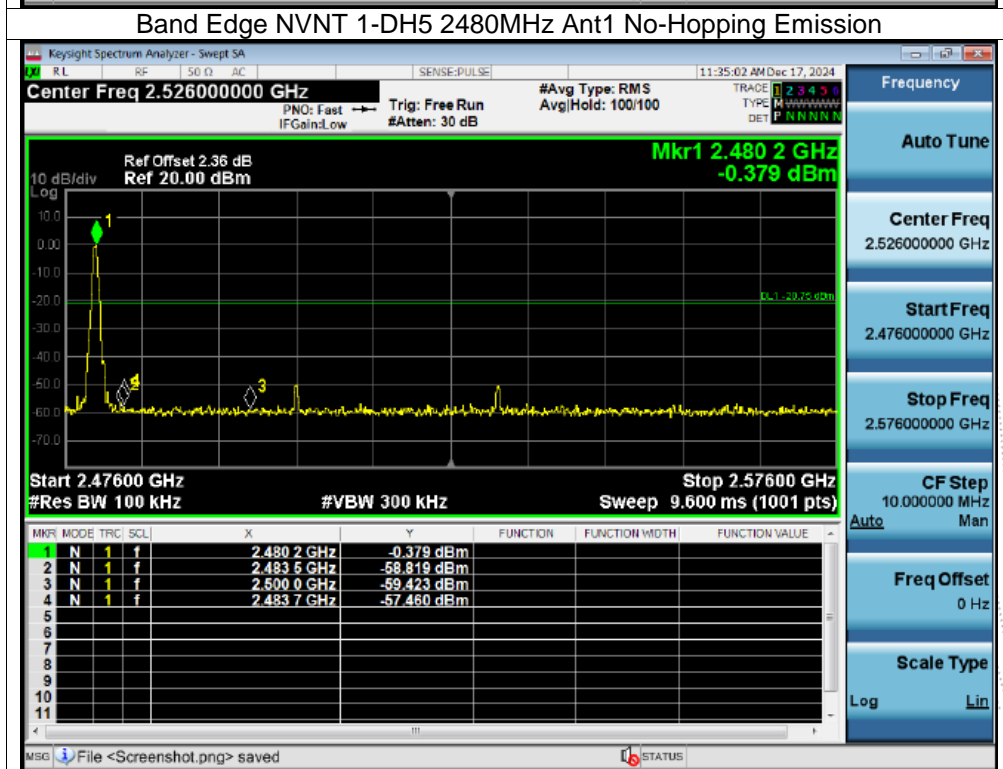 Band Edge NVNT 1-DH5 2480MHz Ant1 No-Hopping Emission
Keysight Spectrum Analyzer - Swept SA
RL RF 50 Ω AC SENSE:PULSE 11:35:02 AM Dec 17, 2024
Center Freq 2.526000000 GHz
PNO: Fast
IFGain:Low
Trig: Free Run
#Atten: 30 dB
#Avg Type: RMS
Avg|Hold: 100/100
TRACE 1 2 3 4 5 6
TYPE M WWWWW
DET P N N N N N
Ref Offset 2.36 dB
10 dB/div Ref 20.00 dBm
Log
Mkr1 2.480 2 GHz
-0.379 dBm
10.0
0.00
-10.0
-20.0
-30.0
-40.0
-50.0
-60.0
-70.0
1
2
3
DL1 -20.75 dBm
Start 2.47600 GHz Stop 2.57600 GHz
#Res BW 100 kHz #VBW 300 kHz Sweep 9.600 ms (1001 pts)
MKR MODE TRC SCL X Y FUNCTION FUNCTION WIDTH FUNCTION VALUE
1 N 1 f 2.480 2 GHz -0.379 dBm
2 N 1 f 2.483 5 GHz -58.819 dBm
3 N 1 f 2.500 0 GHz -59.423 dBm
4 N 1 f 2.483 7 GHz -57.460 dBm
5
6
7
8
9
10
11
MSG File <Screenshot.png> saved STATUS
Frequency
Auto Tune
Center Freq
2.526000000 GHz
Start Freq
2.476000000 GHz
Stop Freq
2.576000000 GHz
CF Step
10.000000 MHz
Auto Man
Freq Offset
0 Hz
Scale Type
Log Lin